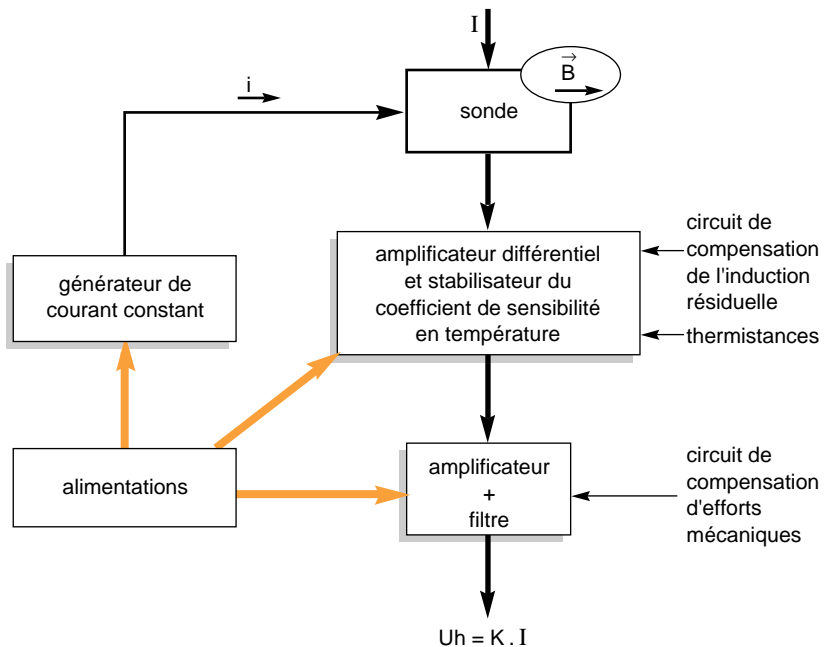 I
B
i
sonde
amplificateur différentiel
et stabilisateur du
coefficient de sensibilité
en température
circuit de
compensation
de l'induction
résiduelle
thermistances
générateur de
courant constant
alimentations
amplificateur
+
filtre
circuit de
compensation
d'efforts
mécaniques
Uh = K . I